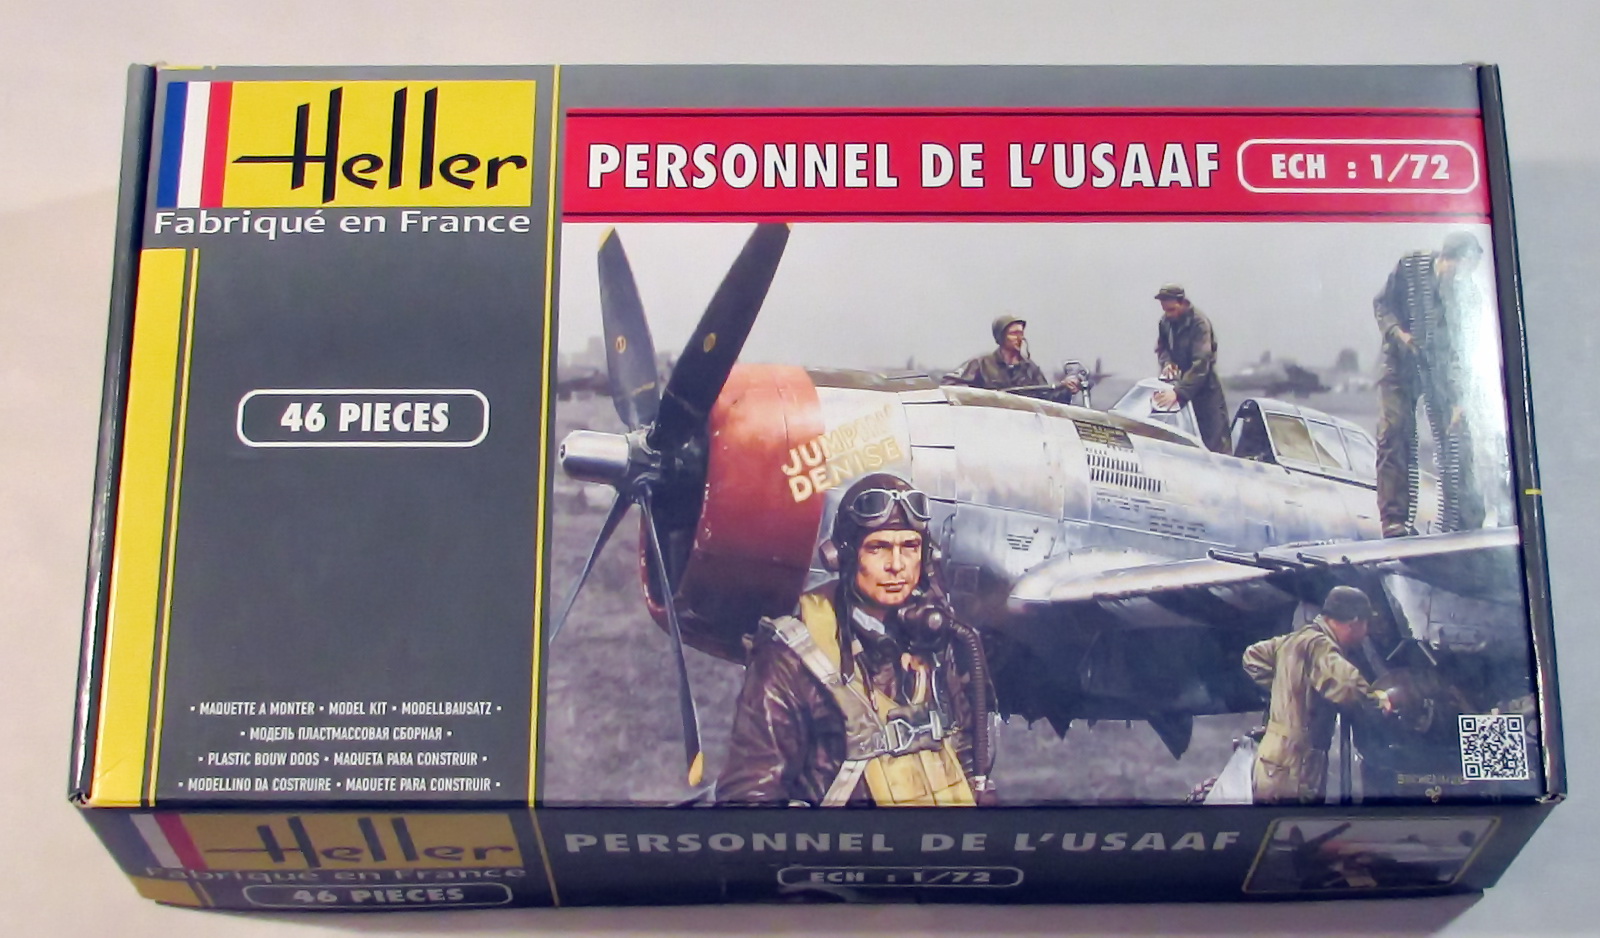 Heller
Fabriqué en France
PERSONNEL DE L'USAAF
ECH : 1/72
46 PIECES
JUMPIN'
DENISE
• MAQUETTE A MONTER • MODEL KIT • MODELLBAUSATZ •
• МОДЕЛЬ ПЛАСТМАССОВАЯ СБОРНАЯ •
• PLASTIC BOUW DOOS • MAQUETA PARA CONSTRUIR •
• MODELLINO DA COSTRUIRE • MAQUETE PARA CONSTRUIR •
Heller
Fabriqué en France
46 PIECES
PERSONNEL DE L'USAAF
ECH : 1/72